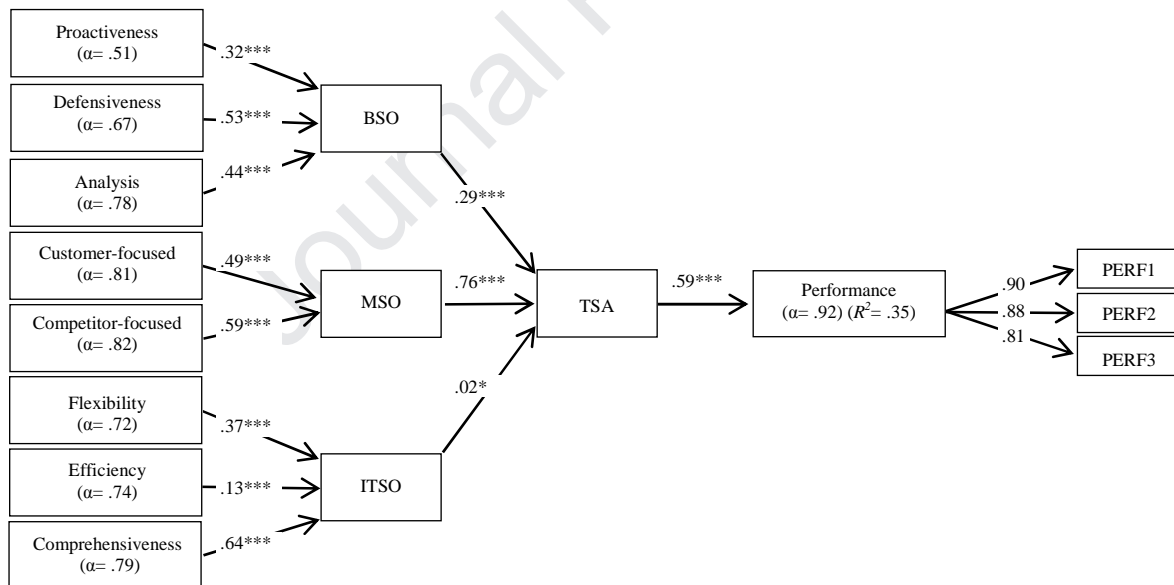 Proactiveness
(α= .51)
.32***
Defensiveness
(α= .67)
.53***
Analysis
(α= .78)
.44***
BSO
.29***
Customer-focused
(α= .81)
.49***
Competitor-focused
(α= .82)
.59***
MSO
.76***
Flexibility
(α= .72)
.37***
Efficiency
(α= .74)
.13***
Comprehensiveness
(α= .79)
.64***
ITSO
.02*
TSA
.59***
Performance
(α= .92) (R²= .35)
.90
PERF1
.88
PERF2
.81
PERF3
Journal